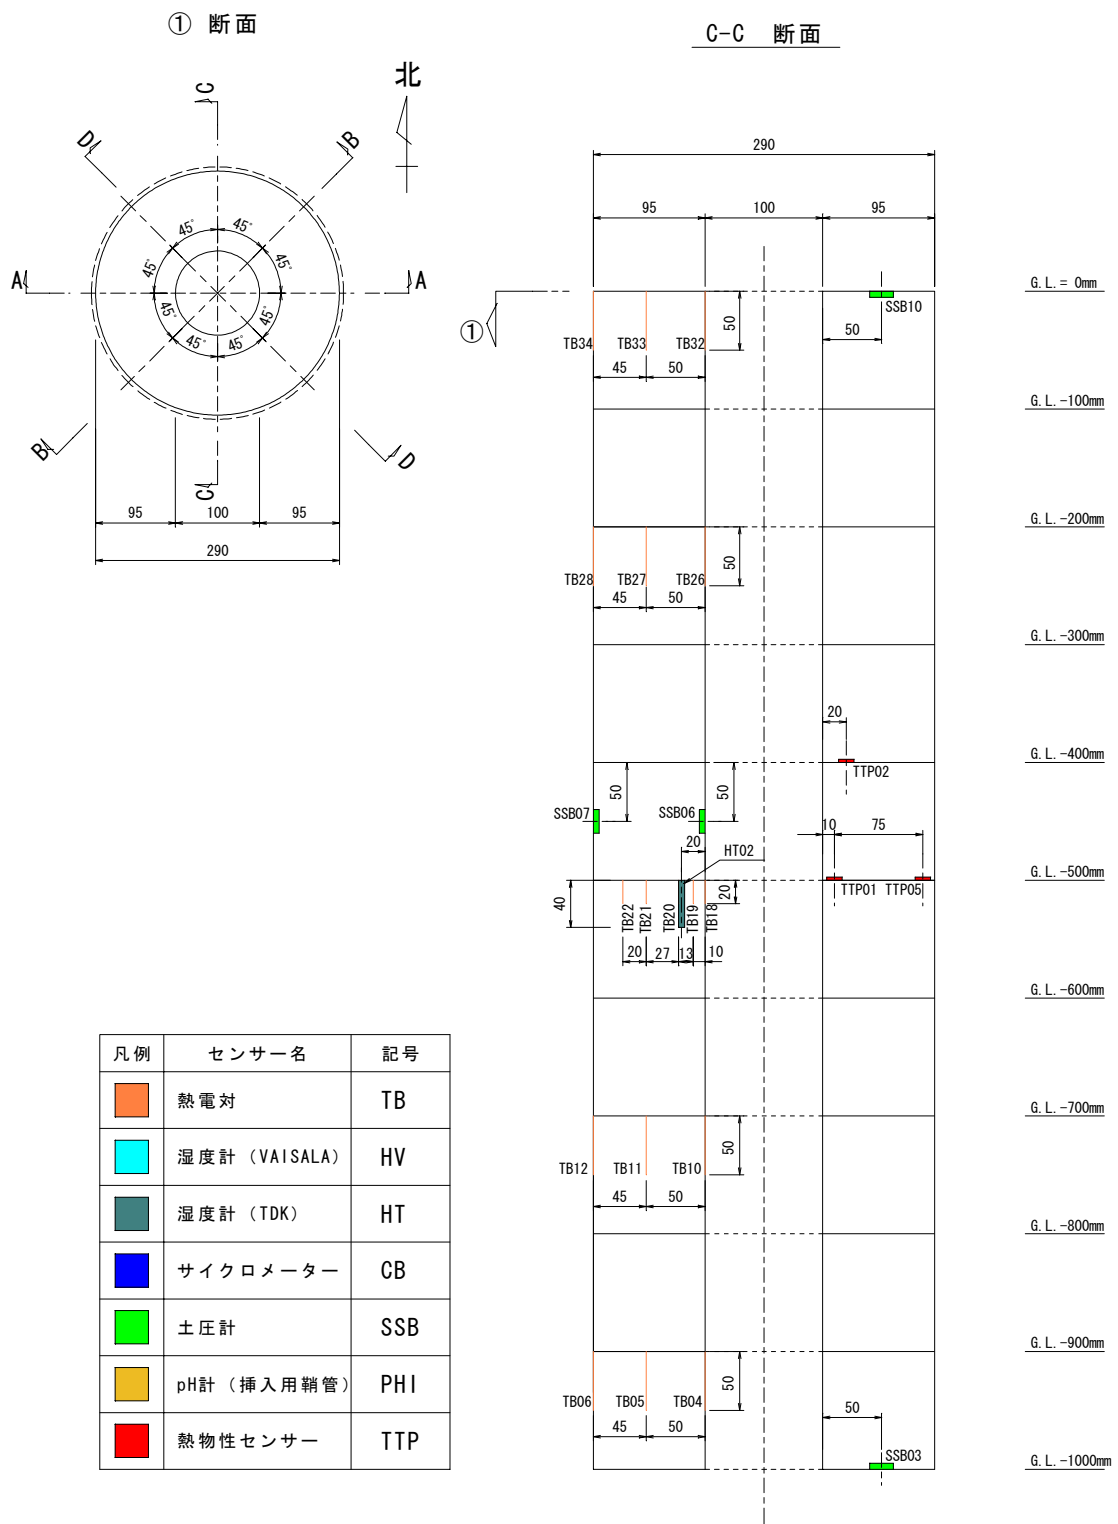 ① 断面
C-C 断面
北
C
D
B
45°
45°
45°
45°
A
A
45°
45°
45°
45°
B
D
C
95
100
95
290
290
95
100
95
①
G.L.= 0mm
SSB10
50
50
TB34
TB33
TB32
45
50
G.L.-100mm
G.L.-200mm
50
TB28
TB27
TB26
45
50
G.L.-300mm
20
G.L.-400mm
TTP02
50
50
SSB07
SSB06
10
75
20
HT02
G.L.-500mm
TTP01
TTP05
40
20
TB22
TB21
TB20
TB19
TB18
20
27
13
10
G.L.-600mm
G.L.-700mm
50
TB12
TB11
TB10
45
50
G.L.-800mm
G.L.-900mm
50
TB06
TB05
TB04
50
45
50
SSB03
G.L.-1000mm
凡例 センサー名 記号
熱電対 TB
湿度計（VAISALA） HV
湿度計（TDK） HT
サイクロメーター CB
土圧計 SSB
pH計（挿入用鞘管） PHI
熱物性センサー TTP